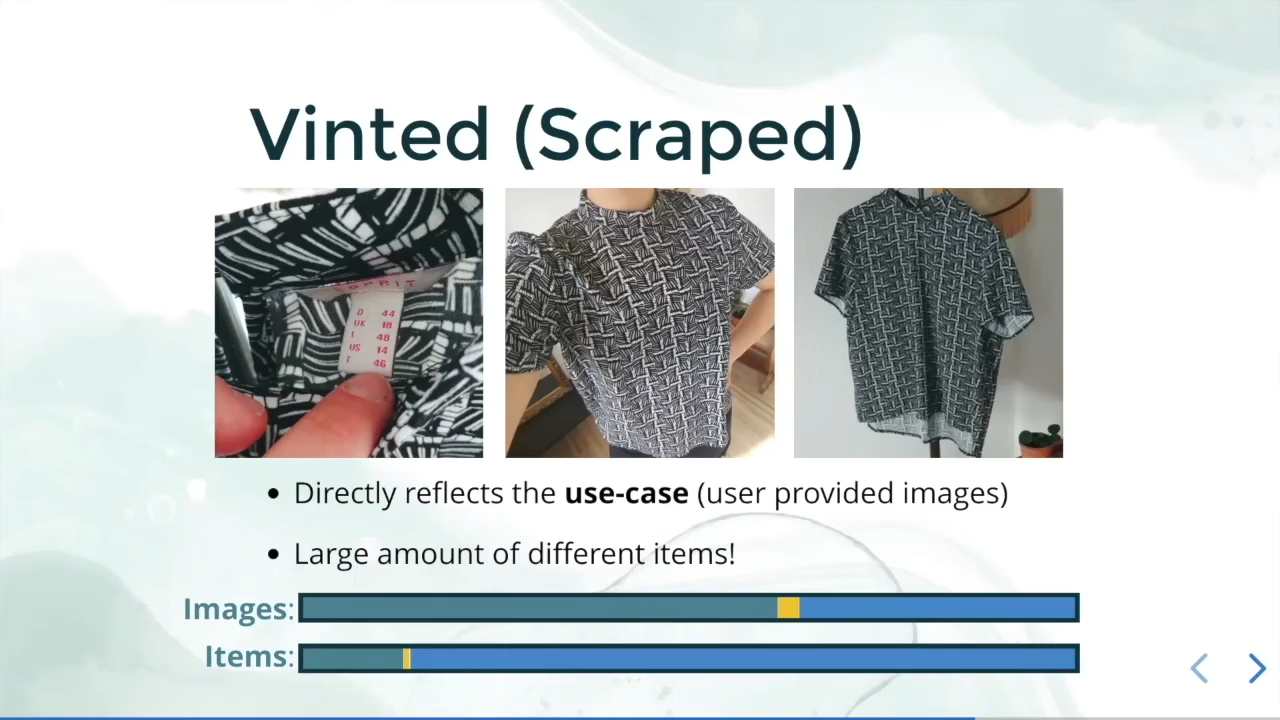 Vinted (Scraped)
ESPRIT
D 44
UK 18
I 48
US 14
F 46
• Directly reflects the use-case (user provided images)
• Large amount of different items!
Images:
Items: